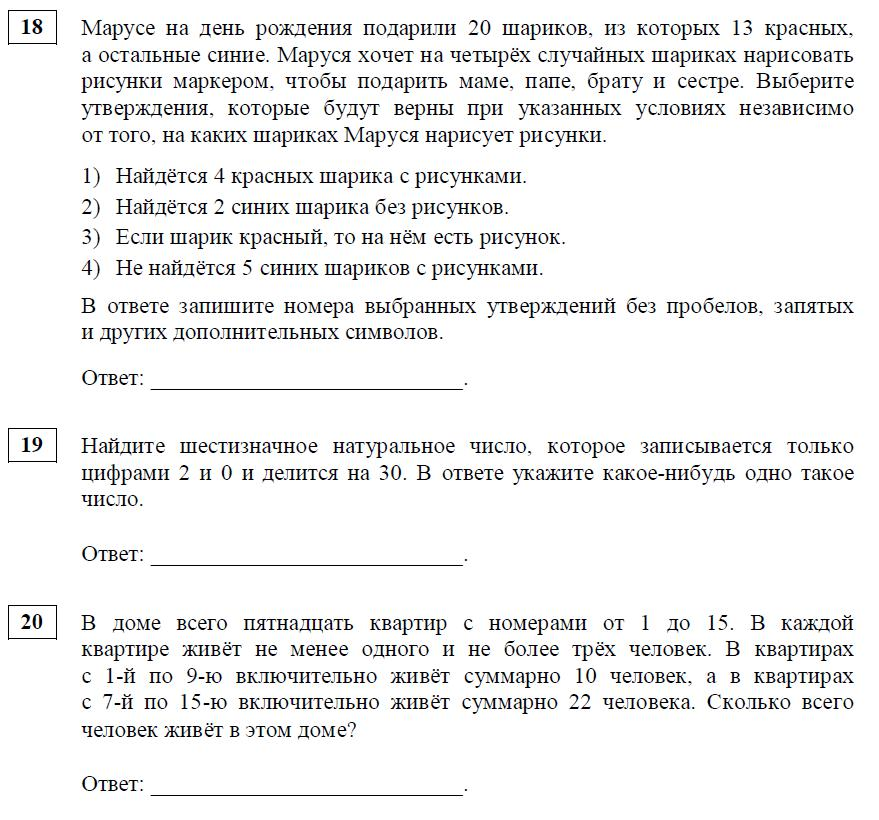 18
Марусе на день рождения подарили 20 шариков, из которых 13 красных,
а остальные синие. Маруся хочет на четырёх случайных шариках нарисовать
рисунки маркером, чтобы подарить маме, папе, брату и сестре. Выберите
утверждения, которые будут верны при указанных условиях независимо
от того, на каких шариках Маруся нарисует рисунки.
1) Найдётся 4 красных шарика с рисунками.
2) Найдётся 2 синих шарика без рисунков.
3) Если шарик красный, то на нём есть рисунок.
4) Не найдётся 5 синих шариков с рисунками.
В ответе запишите номера выбранных утверждений без пробелов, запятых
и других дополнительных символов.
Ответ: ____________________________.
19
Найдите шестизначное натуральное число, которое записывается только
цифрами 2 и 0 и делится на 30. В ответе укажите какое-нибудь одно такое
число.
Ответ: ____________________________.
20
В доме всего пятнадцать квартир с номерами от 1 до 15. В каждой
квартире живёт не менее одного и не более трёх человек. В квартирах
с 1-й по 9-ю включительно живёт суммарно 10 человек, а в квартирах
с 7-й по 15-ю включительно живёт суммарно 22 человека. Сколько всего
человек живёт в этом доме?
Ответ: ____________________________.